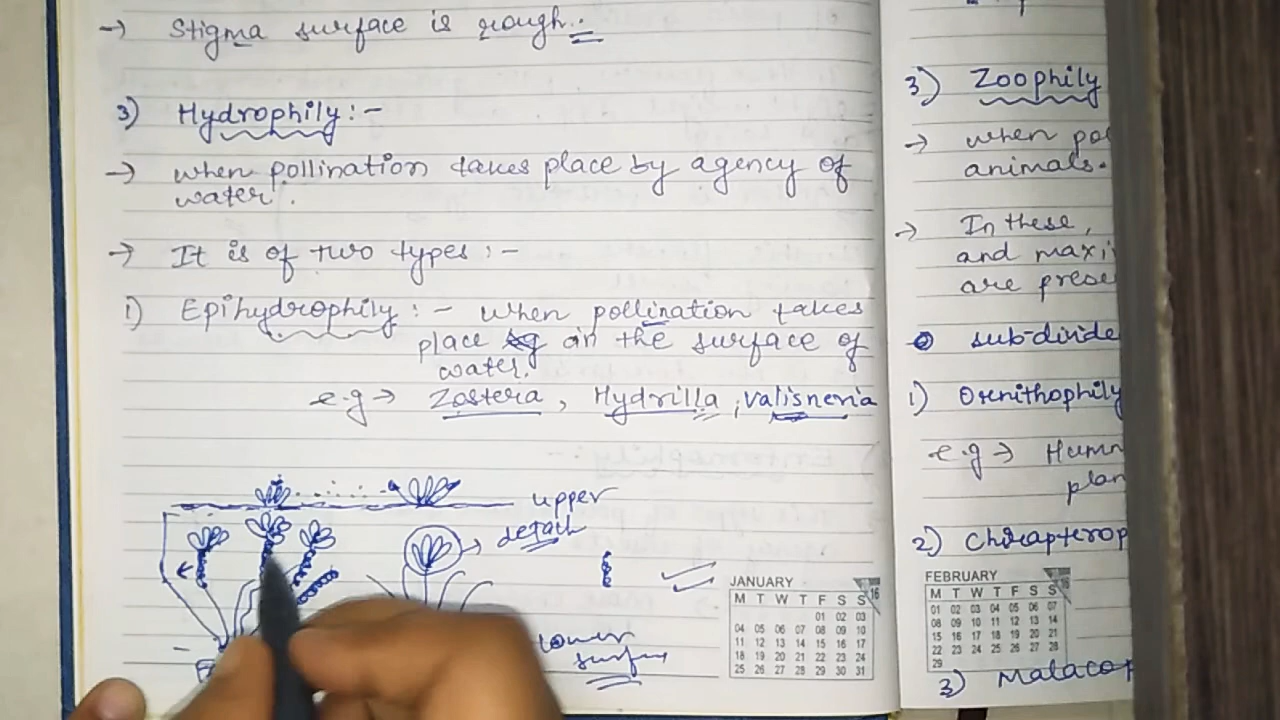 → Stigma surface is rough..
3) Hydrophily :-
→ when pollination takes place by agency of
water.
→ It is of two types :-
1) Epihydrophily :- when pollination takes
place on the surface of
water.
e.g → Zostera, Hydrilla, valisneria
upper
detach
lower
surface
JANUARY
M T W T F S S
01 02 03
04 05 06 07 08 09 10
11 12 13 14 15 16 17
18 19 20 21 22 23 24
25 26 27 28 29 30 31
3) Zoophily
→ when pol
animals.
→ In these,
and maxi
are prese
sub-divide
1) Ornithophily
e.g → Humm
plan
2) Chirapterop
FEBRUARY
M T W T F S S
01 02 03 04 05 06 07
08 09 10 11 12 13 14
15 16 17 18 19 20 21
22 23 24 25 26 27 28
29
3) Malacop